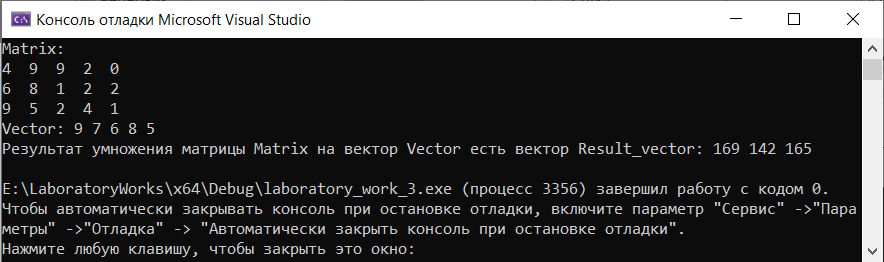 Консоль отладки Microsoft Visual Studio
Matrix:
4 9 9 2 0
6 8 1 2 2
9 5 2 4 1
Vector: 9 7 6 8 5
Результат умножения матрицы Matrix на вектор Vector есть вектор Result_vector: 169 142 165
E:\LaboratoryWorks\x64\Debug\laboratory_work_3.exe (процесс 3356) завершил работу с кодом 0.
Чтобы автоматически закрывать консоль при остановке отладки, включите параметр "Сервис" ->"Пара
метры" ->"Отладка" -> "Автоматически закрыть консоль при остановке отладки".
Нажмите любую клавишу, чтобы закрыть это окно: